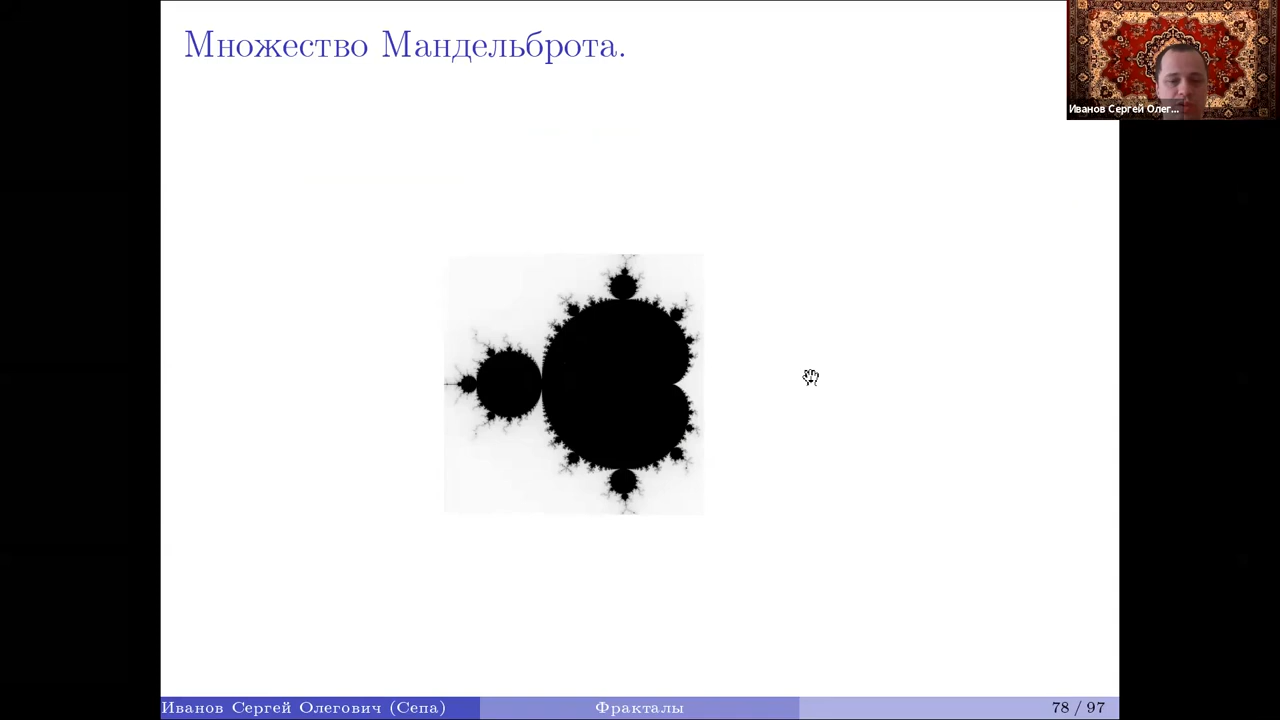 Множество Мандельброта.
Иванов Сергей Олег...
Иванов Сергей Олегович (Сепа)
Фракталы
78 / 97